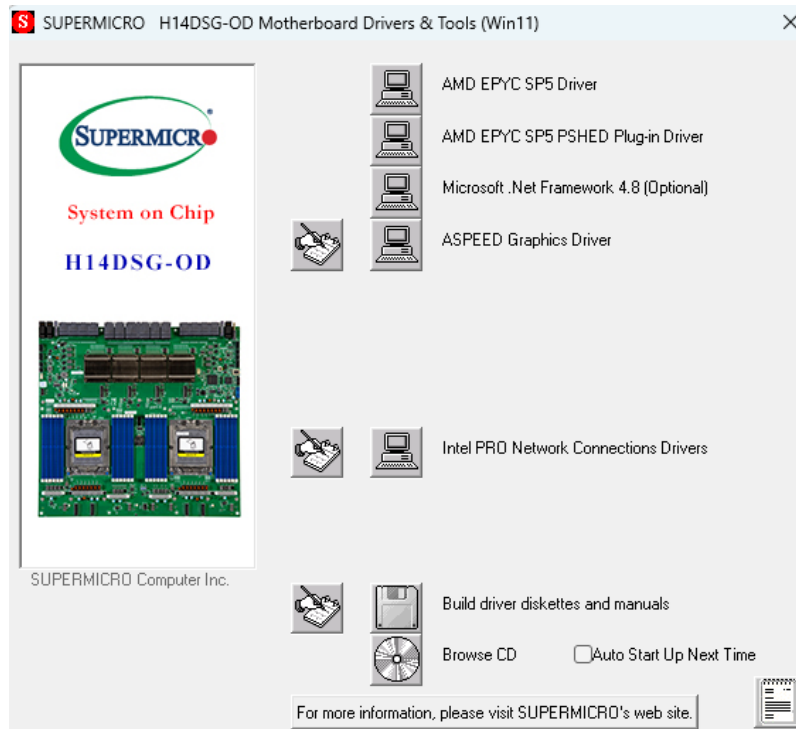 SUPERMICRO H14DSG-OD Motherboard Drivers & Tools (Win11)
SUPERMICRO
System on Chip
H14DSG-OD
SUPERMICRO Computer Inc.
AMD EPYC SP5 Driver
AMD EPYC SP5 PSHED Plug-in Driver
Microsoft .Net Framework 4.8 (Optional)
ASPEED Graphics Driver
Intel PRO Network Connections Drivers
Build driver diskettes and manuals
Browse CD
Auto Start Up Next Time
For more information, please visit SUPERMICRO's web site.